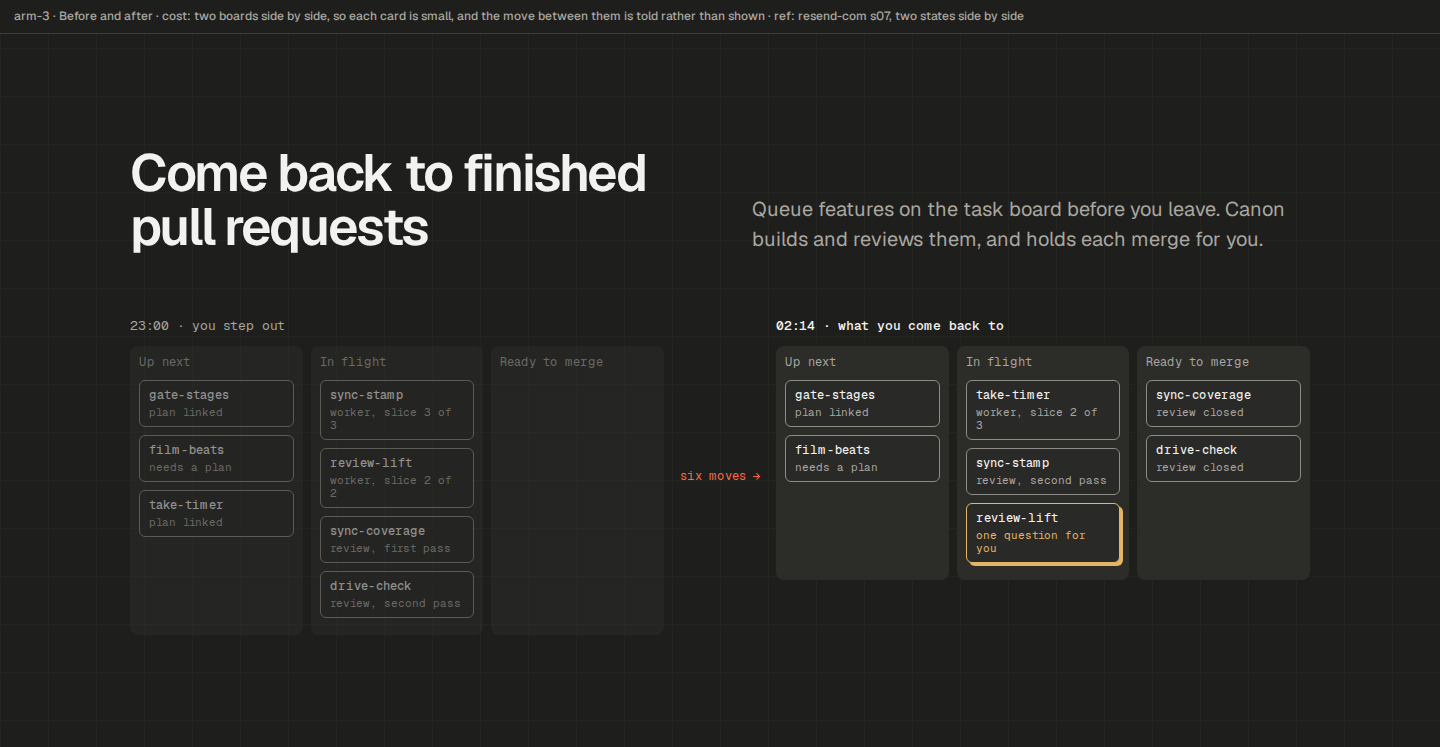 arm-3 · Before and after · cost: two boards side by side, so each card is small, and the move between them is told rather than shown · ref: resend-com s07, two states side by side
Come back to finished
pull requests
Queue features on the task board before you leave. Canon
builds and reviews them, and holds each merge for you.
23:00 · you step out
Up next
gate-stages
plan linked
film-beats
needs a plan
take-timer
plan linked
In flight
sync-stamp
worker, slice 3 of
3
review-lift
worker, slice 2 of
2
sync-coverage
review, first pass
drive-check
review, second pass
Ready to merge
six moves →
02:14 · what you come back to
Up next
gate-stages
plan linked
film-beats
needs a plan
In flight
take-timer
worker, slice 2 of
3
sync-stamp
review, second pass
review-lift
one question for
you
Ready to merge
sync-coverage
review closed
drive-check
review closed